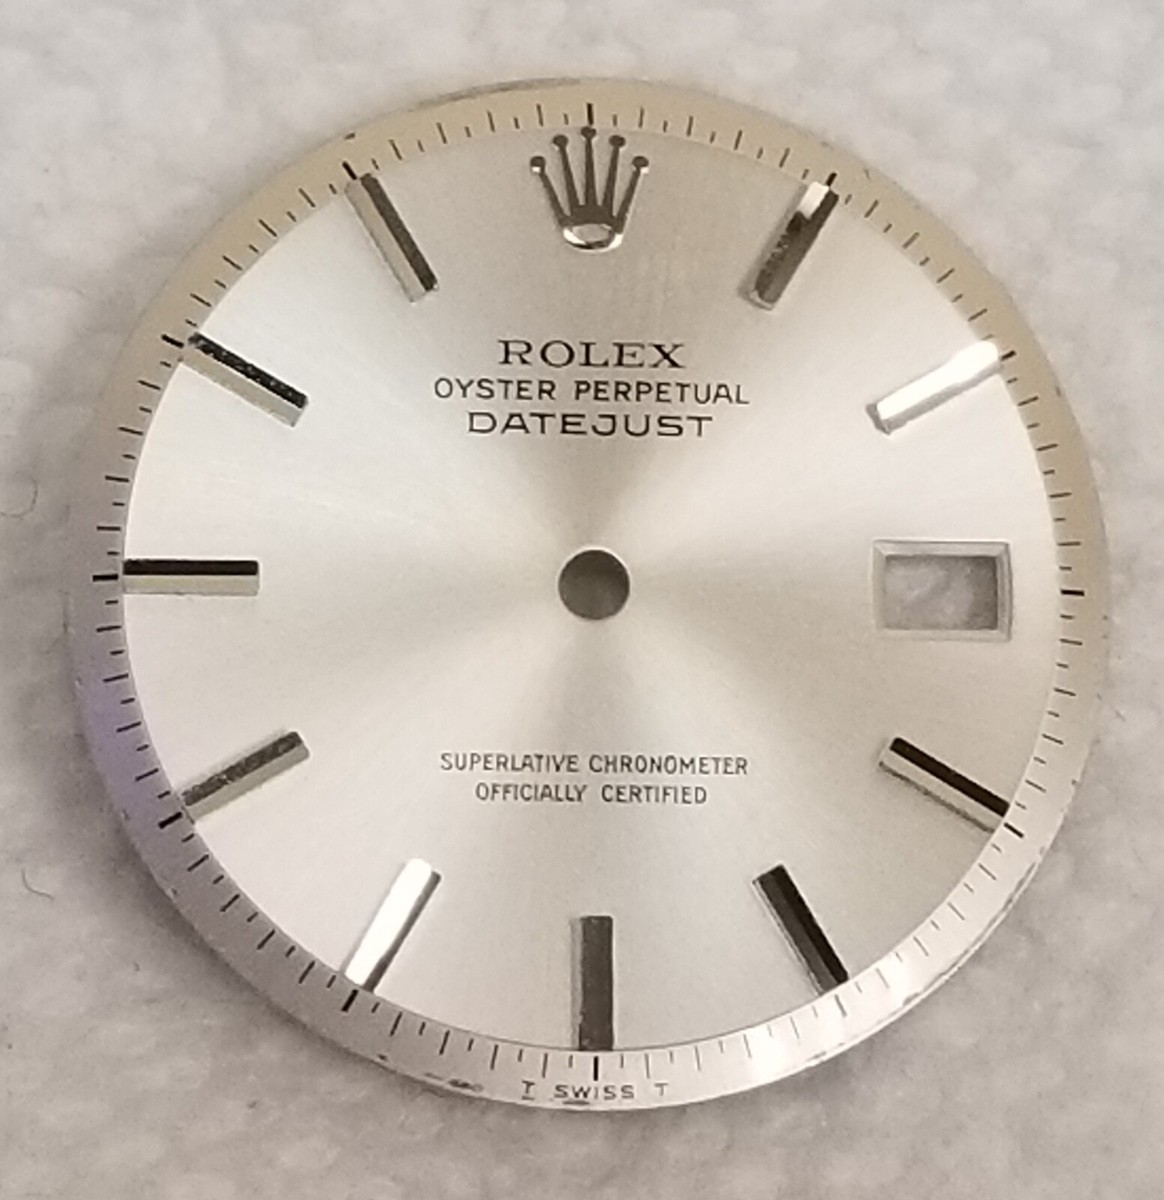 ROLEX
OYSTER PERPETUAL
DATEJUST
SUPERLATIVE CHRONOMETER
OFFICIALLY CERTIFIED
T SWISS T